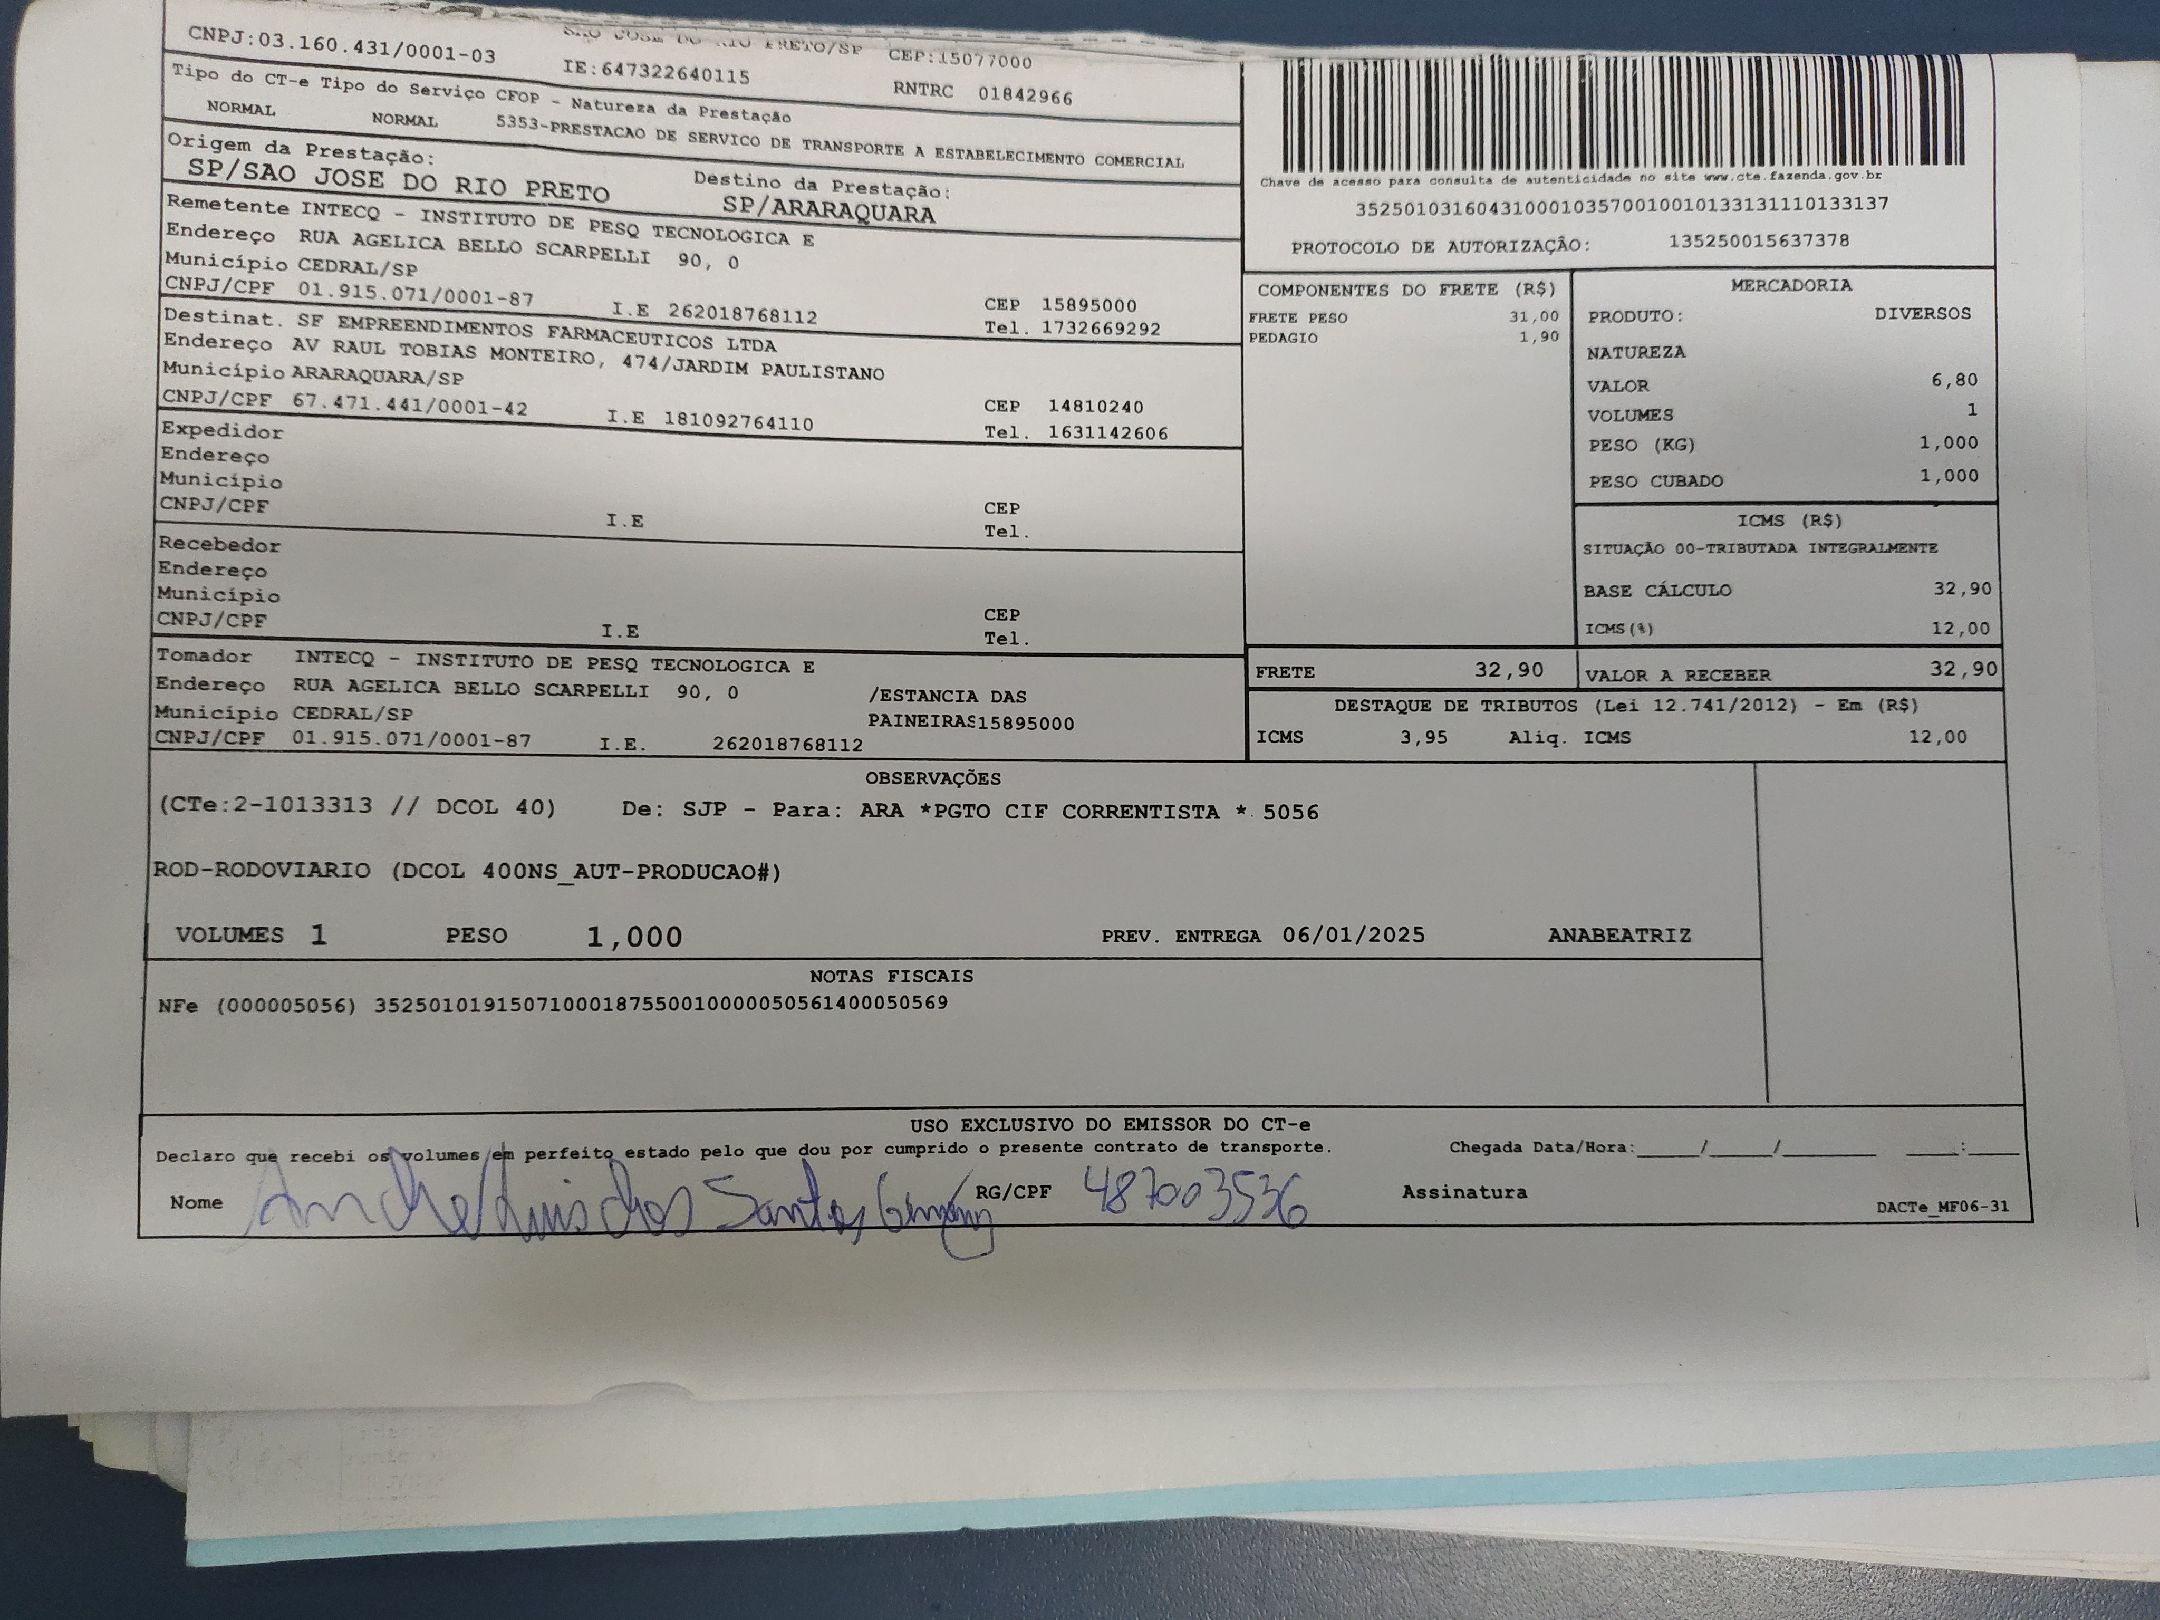 SAO JOSE DO RIO PRETO/SP CEP:15077000
CNPJ:03.160.431/0001-03 IE:647322640115 RNTRC 01842966
Tipo do CT-e Tipo do Serviço CFOP - Natureza da Prestação
NORMAL NORMAL 5353-PRESTACAO DE SERVICO DE TRANSPORTE A ESTABELECIMENTO COMERCIAL
Origem da Prestação: Destino da Prestação:
SP/SAO JOSE DO RIO PRETO SP/ARARAQUARA
Remetente INTECQ - INSTITUTO DE PESQ TECNOLOGICA E
Endereço RUA AGELICA BELLO SCARPELLI 90, 0
Município CEDRAL/SP CEP 15895000
CNPJ/CPF 01.915.071/0001-87 I.E 262018768112 Tel. 1732669292
Destinat. SF EMPREENDIMENTOS FARMACEUTICOS LTDA
Endereço AV RAUL TOBIAS MONTEIRO, 474/JARDIM PAULISTANO
Município ARARAQUARA/SP CEP 14810240
CNPJ/CPF 67.471.441/0001-42 I.E 181092764110 Tel. 1631142606
Expedidor
Endereço
Município CEP
CNPJ/CPF I.E Tel.
Recebedor
Endereço
Município CEP
CNPJ/CPF I.E Tel.
Tomador INTECQ - INSTITUTO DE PESQ TECNOLOGICA E
Endereço RUA AGELICA BELLO SCARPELLI 90, 0 /ESTANCIA DAS
Município CEDRAL/SP PAINEIRAS15895000
CNPJ/CPF 01.915.071/0001-87 I.E. 262018768112
Chave de acesso para consulta de autenticidade no site www.cte.fazenda.gov.br
35250103160431000103570010010133131110133137
PROTOCOLO DE AUTORIZAÇÃO: 135250015637378
COMPONENTES DO FRETE (R$)
FRETE PESO 31,00
PEDAGIO 1,90
MERCADORIA
PRODUTO: DIVERSOS
NATUREZA
VALOR 6,80
VOLUMES 1
PESO (KG) 1,000
PESO CUBADO 1,000
ICMS (R$)
SITUAÇÃO 00-TRIBUTADA INTEGRALMENTE
BASE CÁLCULO 32,90
ICMS(%) 12,00
FRETE 32,90 VALOR A RECEBER 32,90
DESTAQUE DE TRIBUTOS (Lei 12.741/2012) - Em (R$)
ICMS 3,95 Aliq. ICMS 12,00
OBSERVAÇÕES
(CTe:2-1013313 // DCOL 40) De: SJP - Para: ARA *PGTO CIF CORRENTISTA * 5056
ROD-RODOVIARIO (DCOL 400NS_AUT-PRODUCAO#)
VOLUMES 1 PESO 1,000 PREV. ENTREGA 06/01/2025 ANABEATRIZ
NOTAS FISCAIS
NFe (000005056) 35250101915071000187550010000050561400050569
USO EXCLUSIVO DO EMISSOR DO CT-e
Declaro que recebi os volumes em perfeito estado pelo que dou por cumprido o presente contrato de transporte. Chegada Data/Hora:_____/_____/_______ ____:____
Nome Andre Luis dos Santos RG/CPF 487003536 Assinatura
DACTe_MF06-31